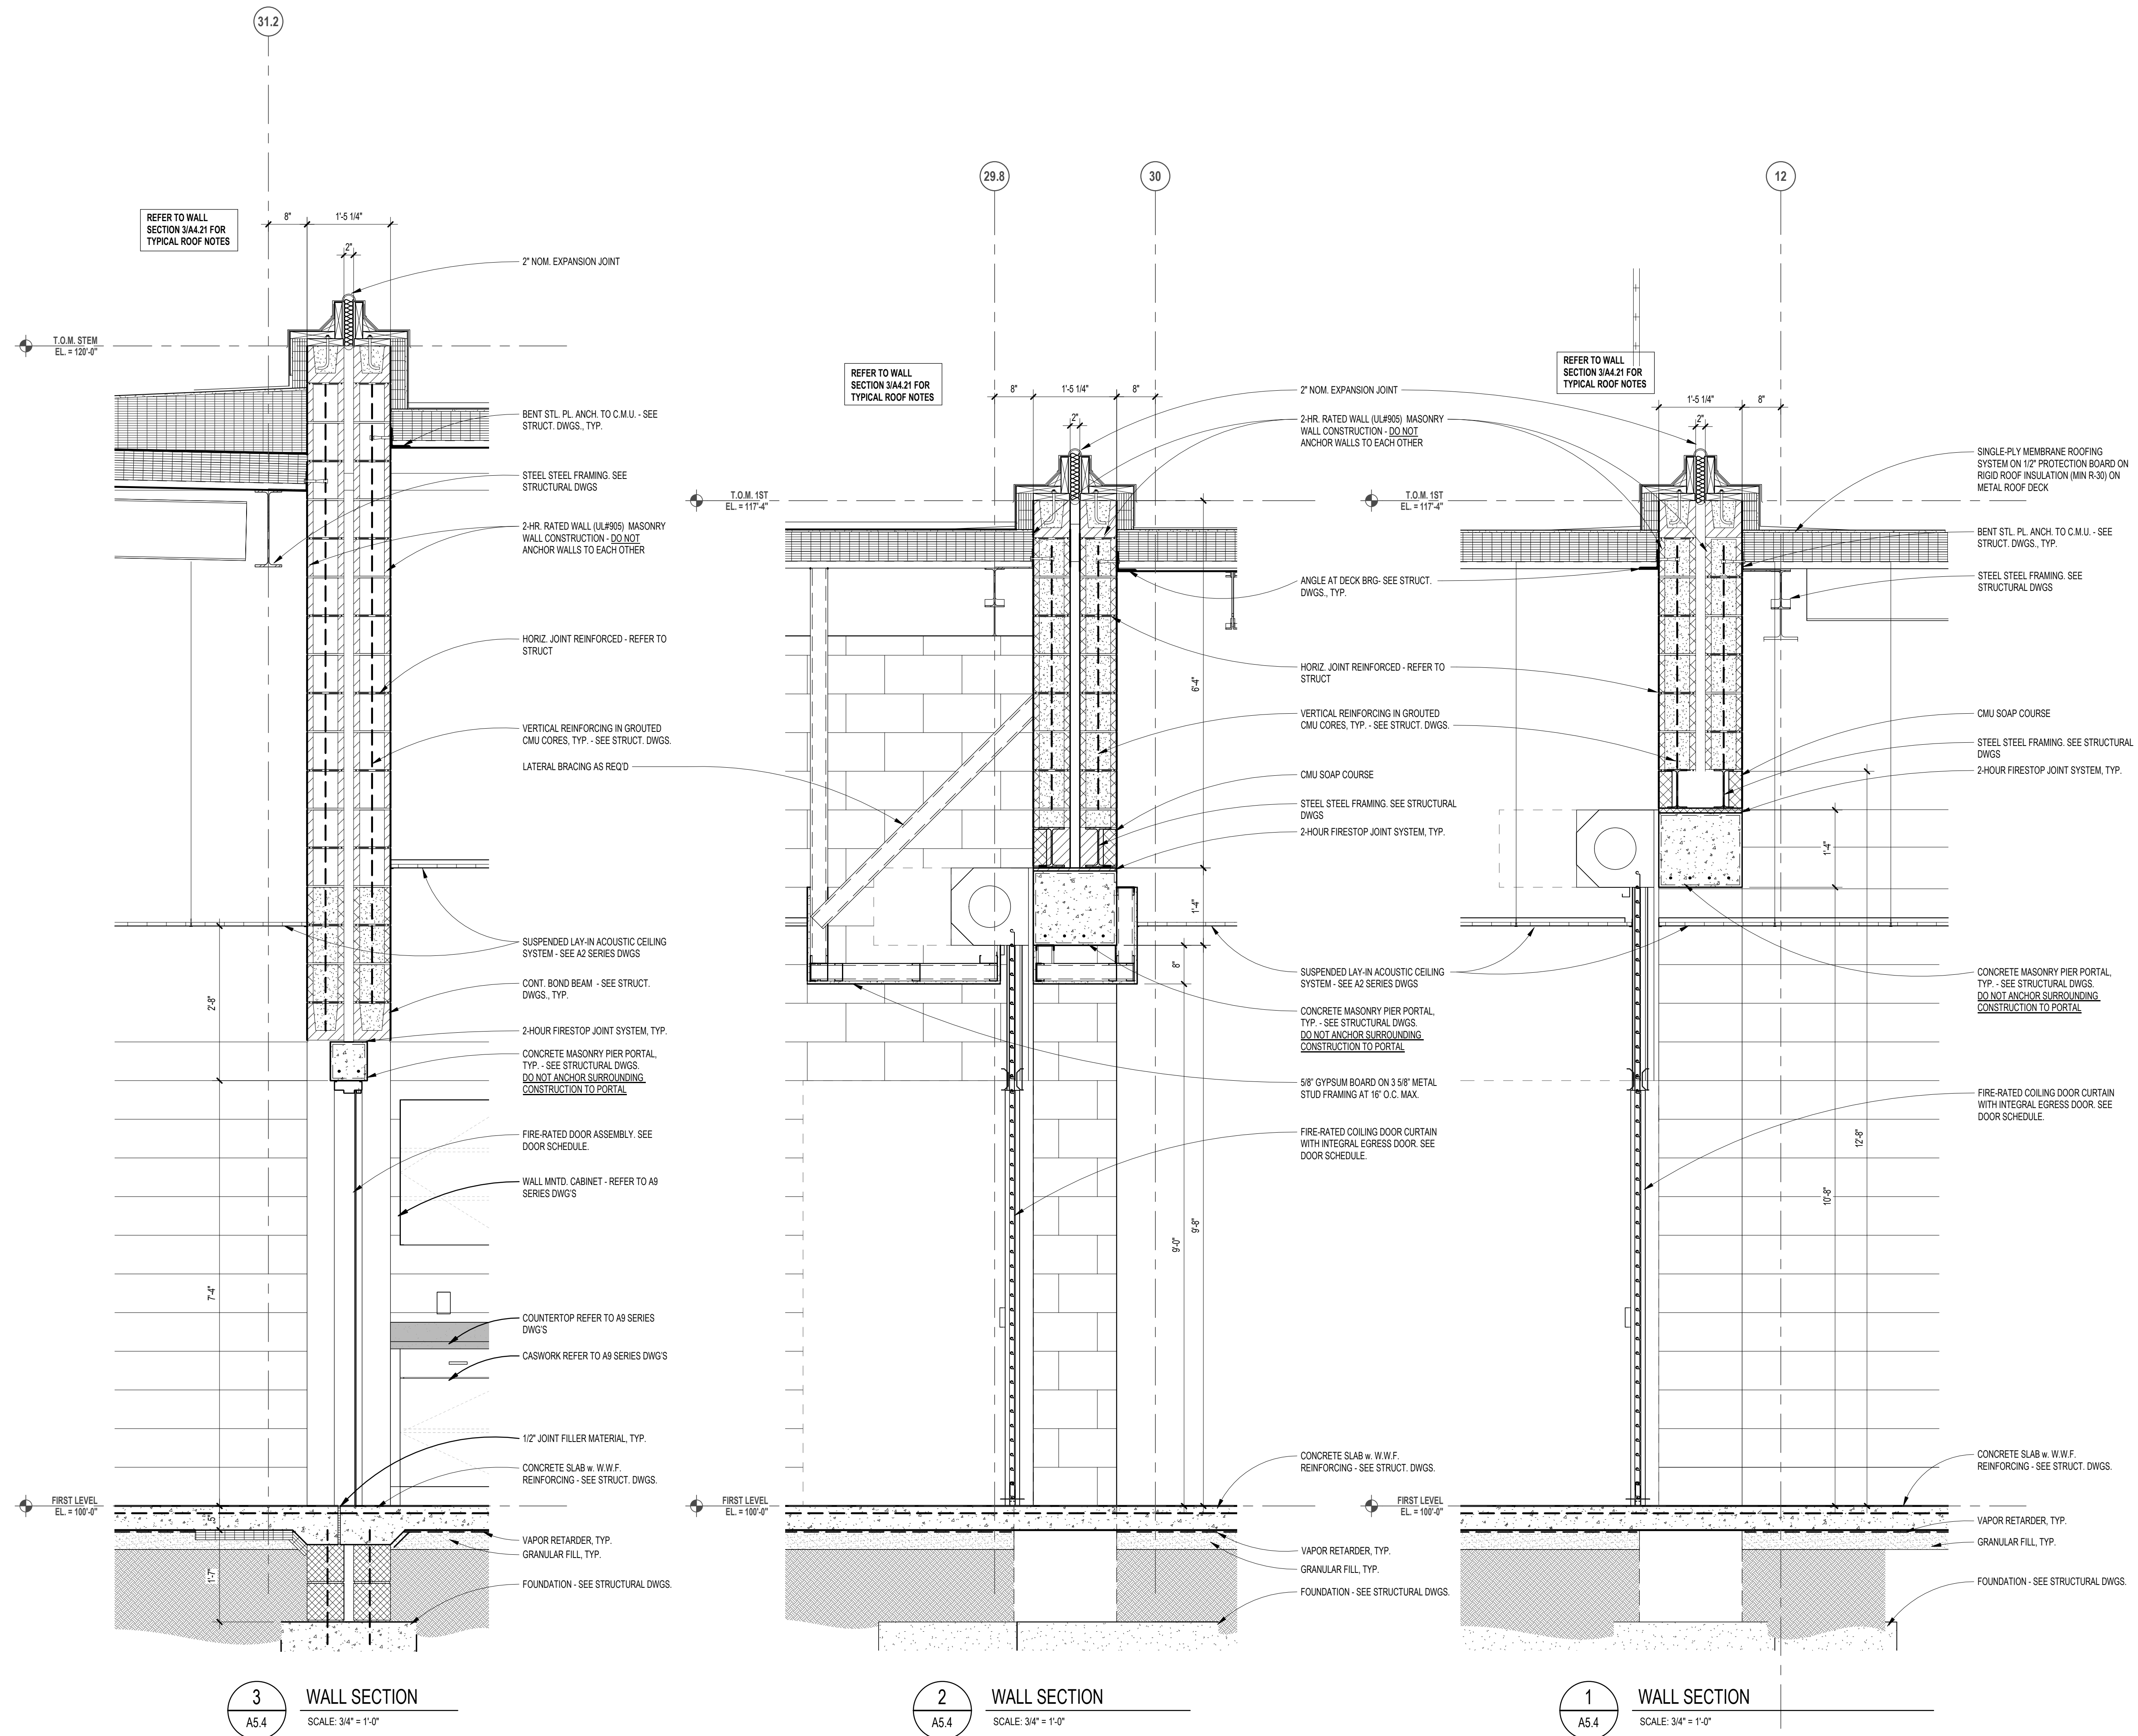 31.2
REFER TO WALL
SECTION 3/A4.21 FOR
TYPICAL ROOF NOTES
8"
1'-5 1/4"
2"
2" NOM. EXPANSION JOINT
T.O.M. STEM
EL. = 120'-0"
BENT STL. PL. ANCH. TO C.M.U. - SEE
STRUCT. DWGS., TYP.
STEEL STEEL FRAMING. SEE
STRUCTURAL DWGS
2-HR. RATED WALL (UL#905) MASONRY
WALL CONSTRUCTION - DO NOT
ANCHOR WALLS TO EACH OTHER
HORIZ. JOINT REINFORCED - REFER TO
STRUCT
VERTICAL REINFORCING IN GROUTED
CMU CORES, TYP. - SEE STRUCT. DWGS.
LATERAL BRACING AS REQ'D
SUSPENDED LAY-IN ACOUSTIC CEILING
SYSTEM - SEE A2 SERIES DWGS
CONT. BOND BEAM - SEE STRUCT.
DWGS., TYP.
2'-8"
2-HOUR FIRESTOP JOINT SYSTEM, TYP.
CONCRETE MASONRY PIER PORTAL,
TYP. - SEE STRUCTURAL DWGS.
DO NOT ANCHOR SURROUNDING
CONSTRUCTION TO PORTAL
FIRE-RATED DOOR ASSEMBLY. SEE
DOOR SCHEDULE.
WALL MNTD. CABINET - REFER TO A9
SERIES DWG'S
7'-4"
COUNTERTOP REFER TO A9 SERIES
DWG'S
CASWORK REFER TO A9 SERIES DWG'S
1/2" JOINT FILLER MATERIAL, TYP.
CONCRETE SLAB w. W.W.F.
REINFORCING - SEE STRUCT. DWGS.
FIRST LEVEL
EL. = 100'-0"
5"
VAPOR RETARDER, TYP.
GRANULAR FILL, TYP.
1'-7"
FOUNDATION - SEE STRUCTURAL DWGS.
3
A5.4
WALL SECTION
SCALE: 3/4" = 1'-0"
29.8
30
REFER TO WALL
SECTION 3/A4.21 FOR
TYPICAL ROOF NOTES
8"
1'-5 1/4"
8"
2"
2" NOM. EXPANSION JOINT
2-HR. RATED WALL (UL#905) MASONRY
WALL CONSTRUCTION - DO NOT
ANCHOR WALLS TO EACH OTHER
T.O.M. 1ST
EL. = 117'-4"
ANGLE AT DECK BRG- SEE STRUCT.
DWGS., TYP.
HORIZ. JOINT REINFORCED - REFER TO
STRUCT
6'-4"
VERTICAL REINFORCING IN GROUTED
CMU CORES, TYP. - SEE STRUCT. DWGS.
CMU SOAP COURSE
STEEL STEEL FRAMING. SEE STRUCTURAL
DWGS
2-HOUR FIRESTOP JOINT SYSTEM, TYP.
1'-4"
8"
SUSPENDED LAY-IN ACOUSTIC CEILING
SYSTEM - SEE A2 SERIES DWGS
CONCRETE MASONRY PIER PORTAL,
TYP. - SEE STRUCTURAL DWGS.
DO NOT ANCHOR SURROUNDING
CONSTRUCTION TO PORTAL
5/8" GYPSUM BOARD ON 3 5/8" METAL
STUD FRAMING AT 16" O.C. MAX.
FIRE-RATED COILING DOOR CURTAIN
WITH INTEGRAL EGRESS DOOR. SEE
DOOR SCHEDULE.
9'-0"
9'-8"
CONCRETE SLAB w. W.W.F.
REINFORCING - SEE STRUCT. DWGS.
FIRST LEVEL
EL. = 100'-0"
VAPOR RETARDER, TYP.
GRANULAR FILL, TYP.
FOUNDATION - SEE STRUCTURAL DWGS.
2
A5.4
WALL SECTION
SCALE: 3/4" = 1'-0"
12
REFER TO WALL
SECTION 3/A4.21 FOR
TYPICAL ROOF NOTES
1'-5 1/4"
8"
2"
SINGLE-PLY MEMBRANE ROOFING
SYSTEM ON 1/2" PROTECTION BOARD ON
RIGID ROOF INSULATION (MIN R-30) ON
METAL ROOF DECK
T.O.M. 1ST
EL. = 117'-4"
BENT STL. PL. ANCH. TO C.M.U. - SEE
STRUCT. DWGS., TYP.
STEEL STEEL FRAMING. SEE
STRUCTURAL DWGS
CMU SOAP COURSE
STEEL STEEL FRAMING. SEE STRUCTURAL
DWGS
2-HOUR FIRESTOP JOINT SYSTEM, TYP.
1'-4"
CONCRETE MASONRY PIER PORTAL,
TYP. - SEE STRUCTURAL DWGS.
DO NOT ANCHOR SURROUNDING
CONSTRUCTION TO PORTAL
FIRE-RATED COILING DOOR CURTAIN
WITH INTEGRAL EGRESS DOOR. SEE
DOOR SCHEDULE.
12'-8"
10'-8"
CONCRETE SLAB w. W.W.F.
REINFORCING - SEE STRUCT. DWGS.
FIRST LEVEL
EL. = 100'-0"
VAPOR RETARDER, TYP.
GRANULAR FILL, TYP.
FOUNDATION - SEE STRUCTURAL DWGS.
1
A5.4
WALL SECTION
SCALE: 3/4" = 1'-0"